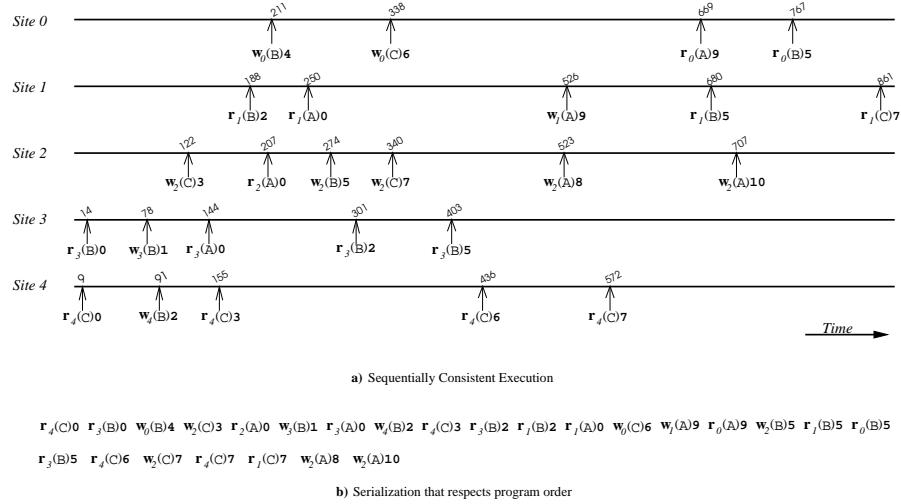 211 338 669 767
Site 0
w0(B)4 w0(C)6 r0(A)9 r0(B)5
188 250 526 680 861
Site 1
r1(B)2 r1(A)0 w1(A)9 r1(B)5 r1(C)7
122 207 274 340 523 707
Site 2
w2(C)3 r2(A)0 w2(B)5 w2(C)7 w2(A)8 w2(A)10
14 78 144 301 403
Site 3
r3(B)0 w3(B)1 r3(A)0 r3(B)2 r3(B)5
9 91 155 436 572
Site 4
r4(C)0 w4(B)2 r4(C)3 r4(C)6 r4(C)7
Time
a) Sequentially Consistent Execution
r4(C)0 r3(B)0 w0(B)4 w2(C)3 r2(A)0 w3(B)1 r3(A)0 w4(B)2 r4(C)3 r3(B)2 r1(B)2 r1(A)0 w0(C)6 w1(A)9 r0(A)9 w2(B)5 r1(B)5 r0(B)5
r3(B)5 r4(C)6 w2(C)7 r4(C)7 r1(C)7 w2(A)8 w2(A)10
b) Serialization that respects program order